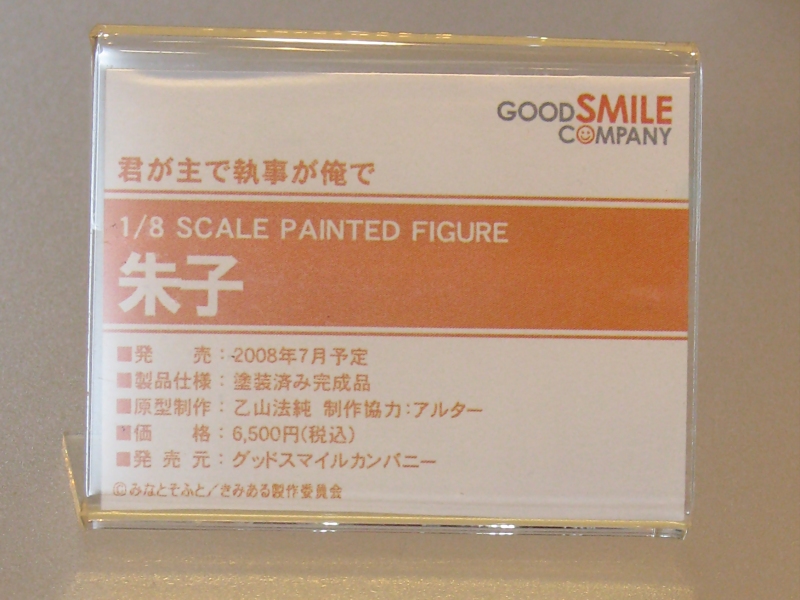 GOODSMILE
COMPANY
君が主で執事が俺で
1/8 SCALE PAINTED FIGURE
朱子
■発　売：2008年7月予定
■製品仕様：塗装済み完成品
■原型制作：乙山法純 制作協力：アルター
■価　格：6,500円(税込)
■発売元：グッドスマイルカンパニー
©みなとそふと／きみある製作委員会